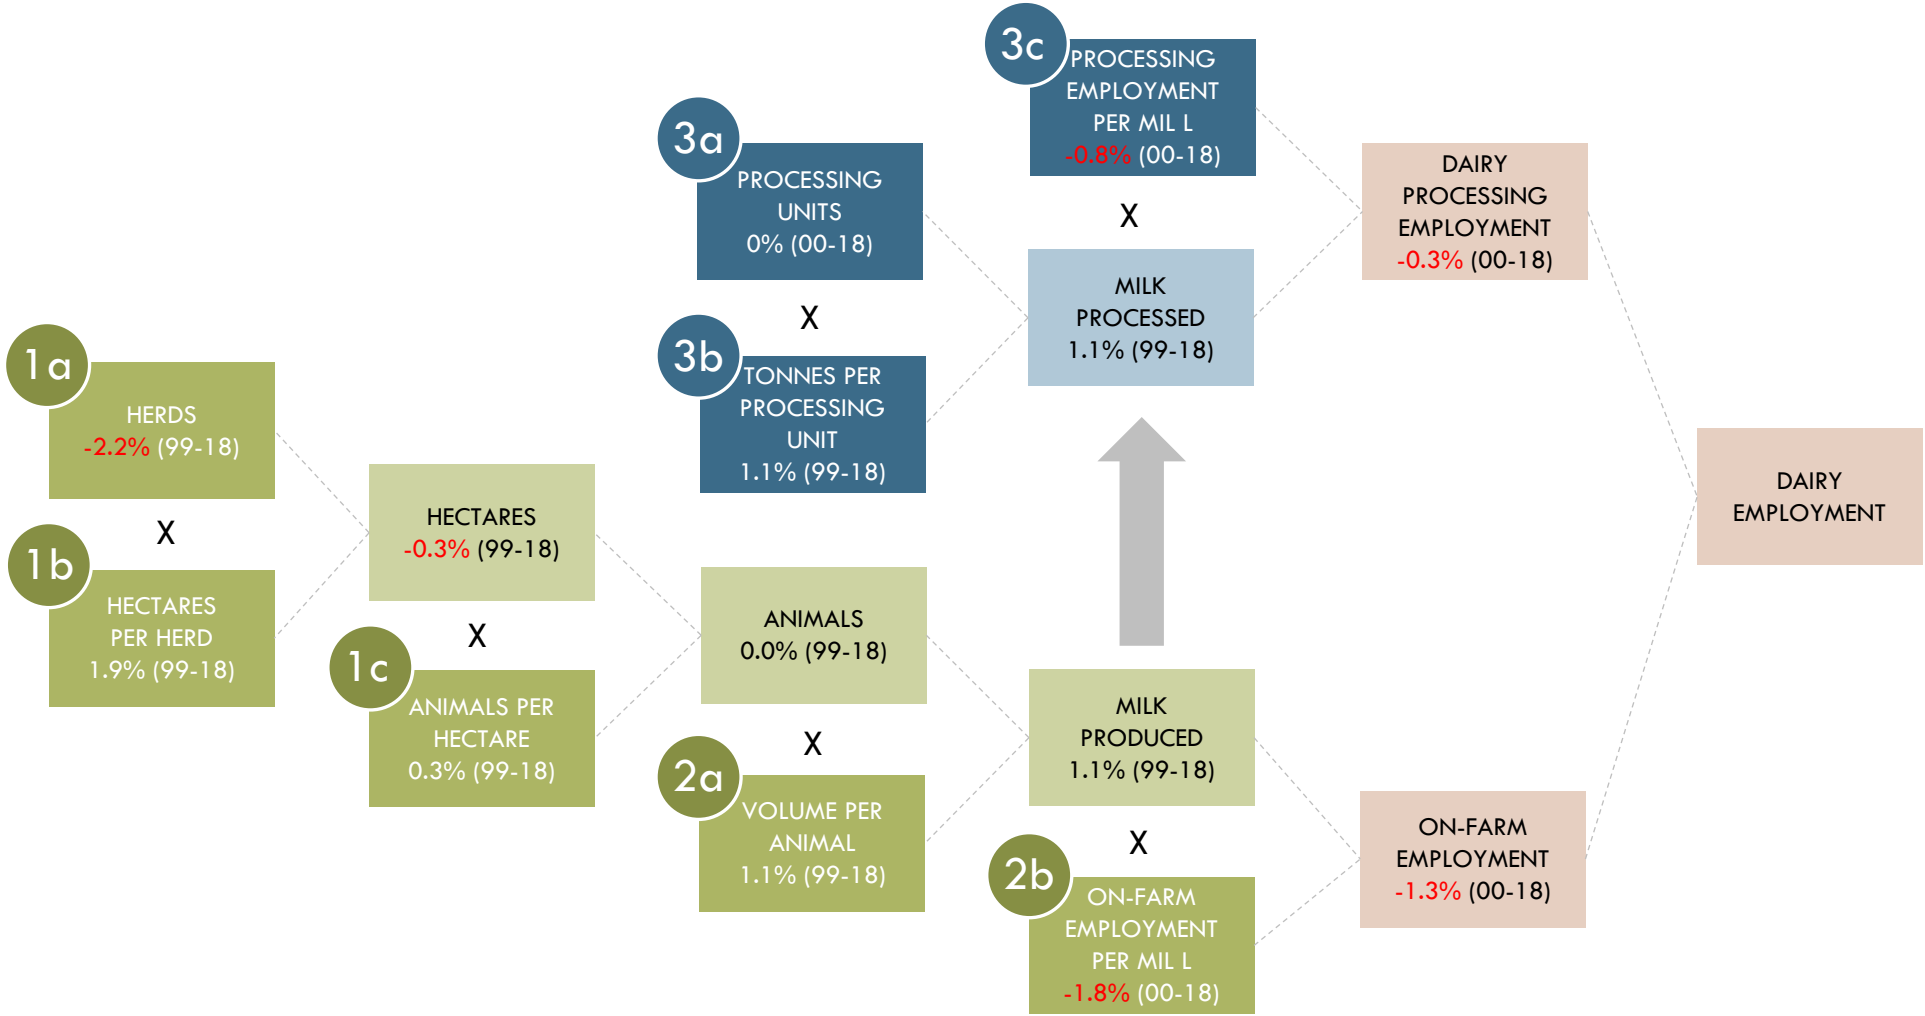 1a
HERDS
-2.2% (99-18)
X
1b
HECTARES
PER HERD
1.9% (99-18)
HECTARES
-0.3% (99-18)
X
1c
ANIMALS PER
HECTARE
0.3% (99-18)
3a
PROCESSING
UNITS
0% (00-18)
X
3b
TONNES PER
PROCESSING
UNIT
1.1% (99-18)
ANIMALS
0.0% (99-18)
X
2a
VOLUME PER
ANIMAL
1.1% (99-18)
3c
PROCESSING
EMPLOYMENT
PER MIL L
-0.8% (00-18)
X
MILK
PROCESSED
1.1% (99-18)
MILK
PRODUCED
1.1% (99-18)
X
2b
ON-FARM
EMPLOYMENT
PER MIL L
-1.8% (00-18)
DAIRY
PROCESSING
EMPLOYMENT
-0.3% (00-18)
ON-FARM
EMPLOYMENT
-1.3% (00-18)
DAIRY
EMPLOYMENT